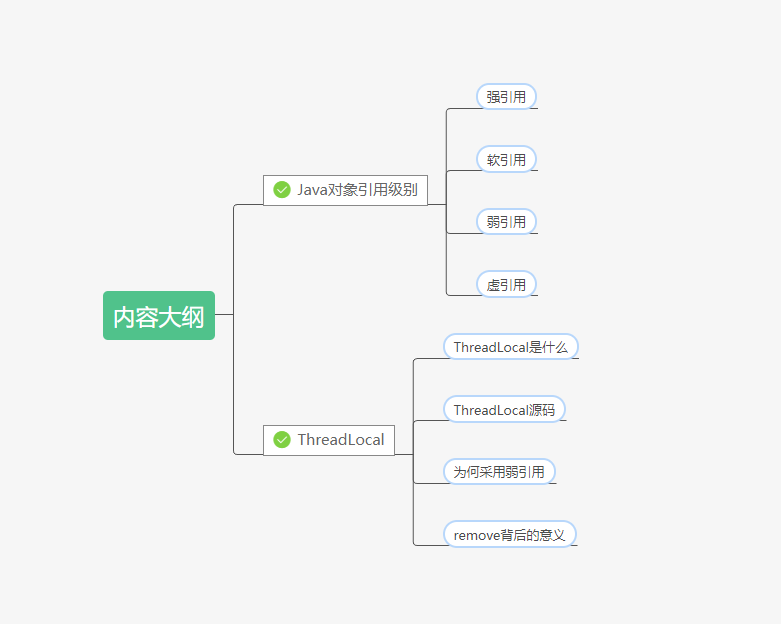 强引用
软引用
Java对象引用级别
弱引用
虚引用
内容大纲
ThreadLocal是什么
ThreadLocal源码
ThreadLocal
为何采用弱引用
remove背后的意义